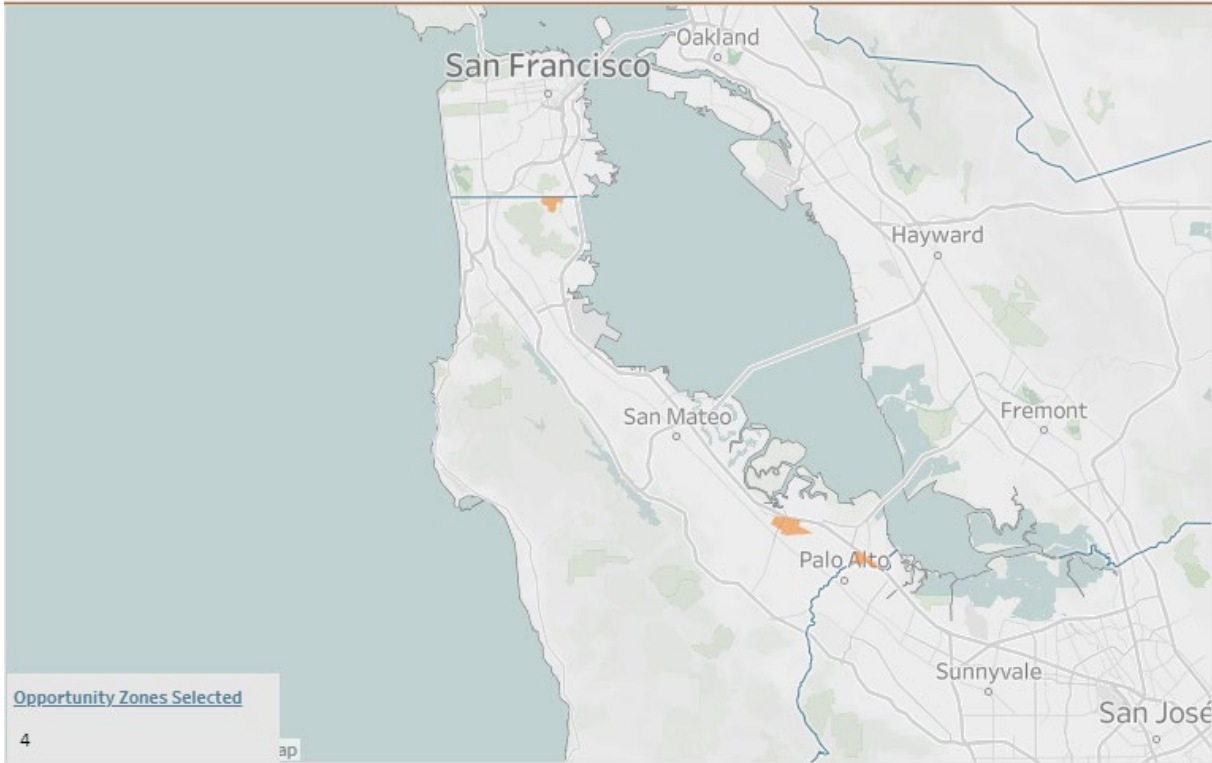 Oakland
San Francisco
Hayward
San Mateo
Fremont
Palo Alto
Sunnyvale
San José
Opportunity Zones Selected
4
ap